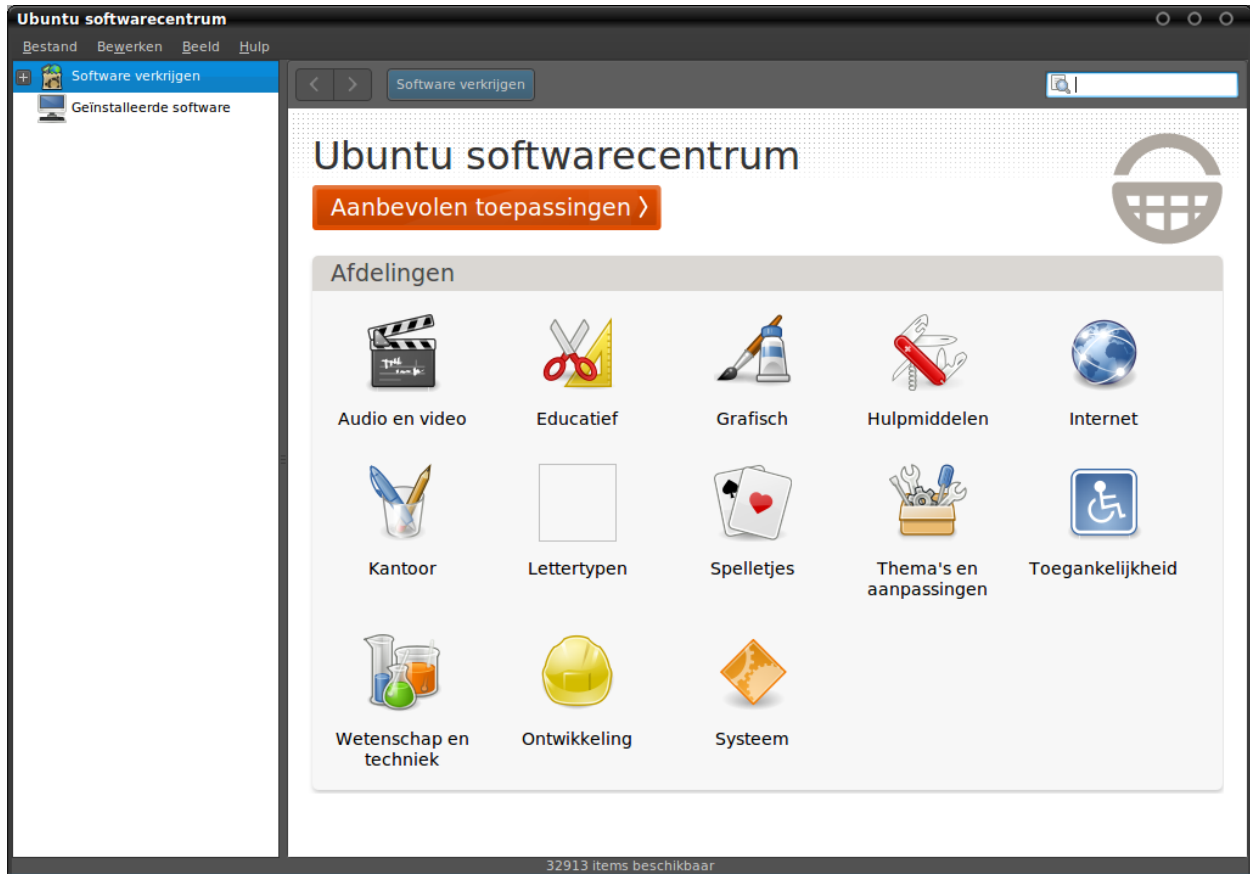 Ubuntu softwarecentrum
Bestand Bewerken Beeld Hulp
Software verkrijgen
Geïnstalleerde software
Software verkrijgen
Ubuntu softwarecentrum
Aanbevolen toepassingen
Afdelingen
Audio en video
Educatief
Grafisch
Hulpmiddelen
Internet
Kantoor
Lettertypen
Spelletjes
Thema's en
aanpassingen
Toegankelijkheid
Wetenschap en
techniek
Ontwikkeling
Systeem
32913 items beschikbaar